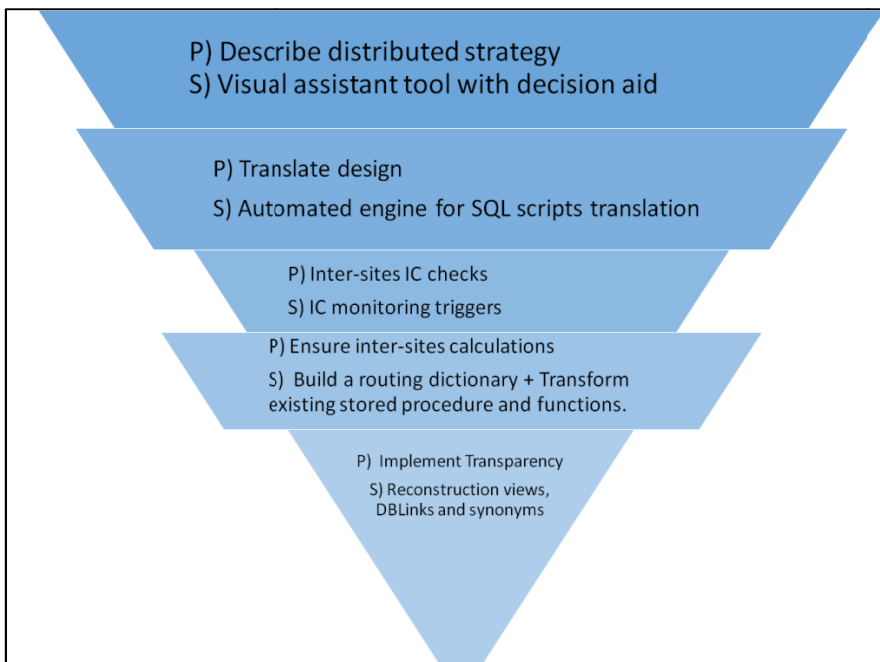 P) Describe distributed strategy
S) Visual assistant tool with decision aid
P) Translate design
S) Automated engine for SQL scripts translation
P) Inter-sites IC checks
S) IC monitoring triggers
P) Ensure inter-sites calculations
S) Build a routing dictionary + Transform
existing stored procedure and functions.
P) Implement Transparency
S) Reconstruction views,
DBLinks and synonyms